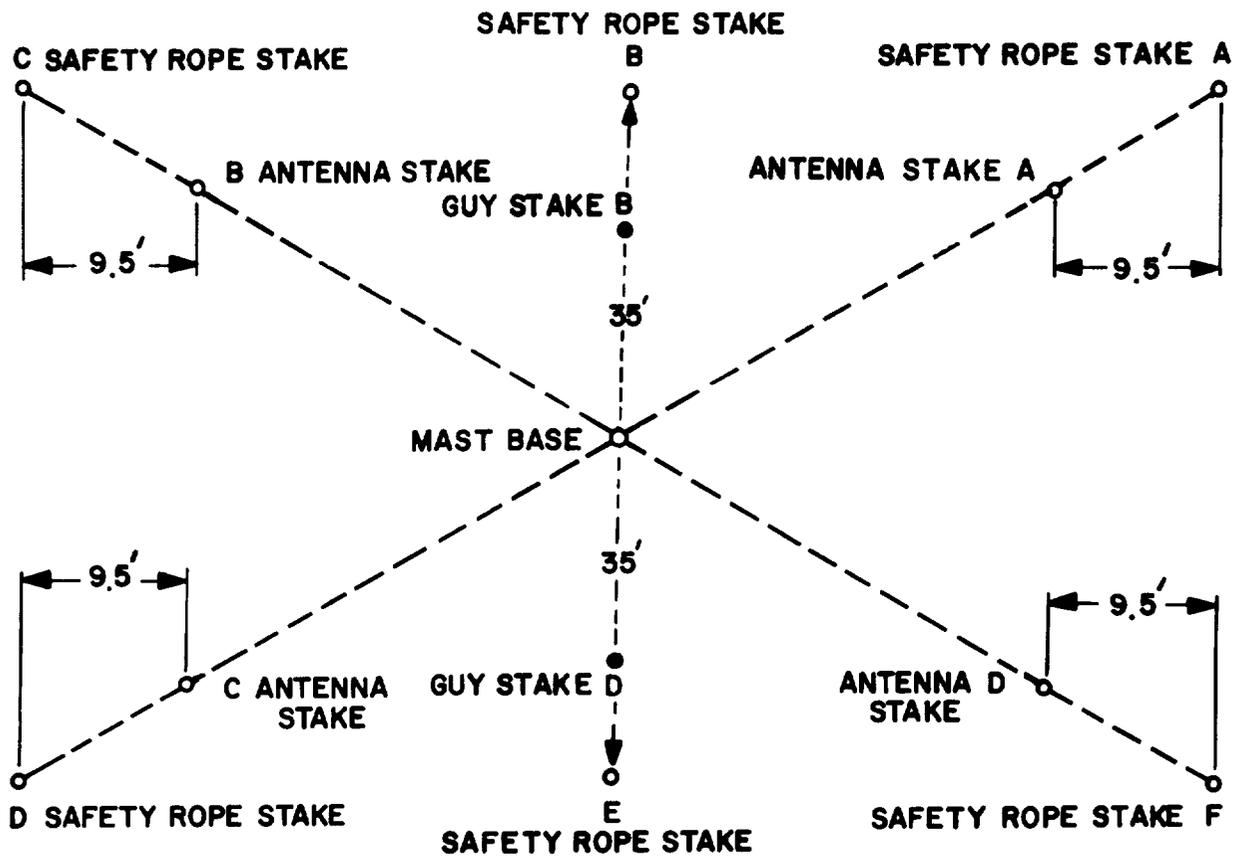 SAFETY ROPE STAKE
B
C SAFETY ROPE STAKE
SAFETY ROPE STAKE A
B ANTENNA STAKE
ANTENNA STAKE A
GUY STAKE B
9.5'
9.5'
35'
MAST BASE
35'
9.5'
9.5'
C ANTENNA
STAKE
GUY STAKE D
ANTENNA D
STAKE
D SAFETY ROPE STAKE
E
SAFETY ROPE STAKE
SAFETY ROPE STAKE F